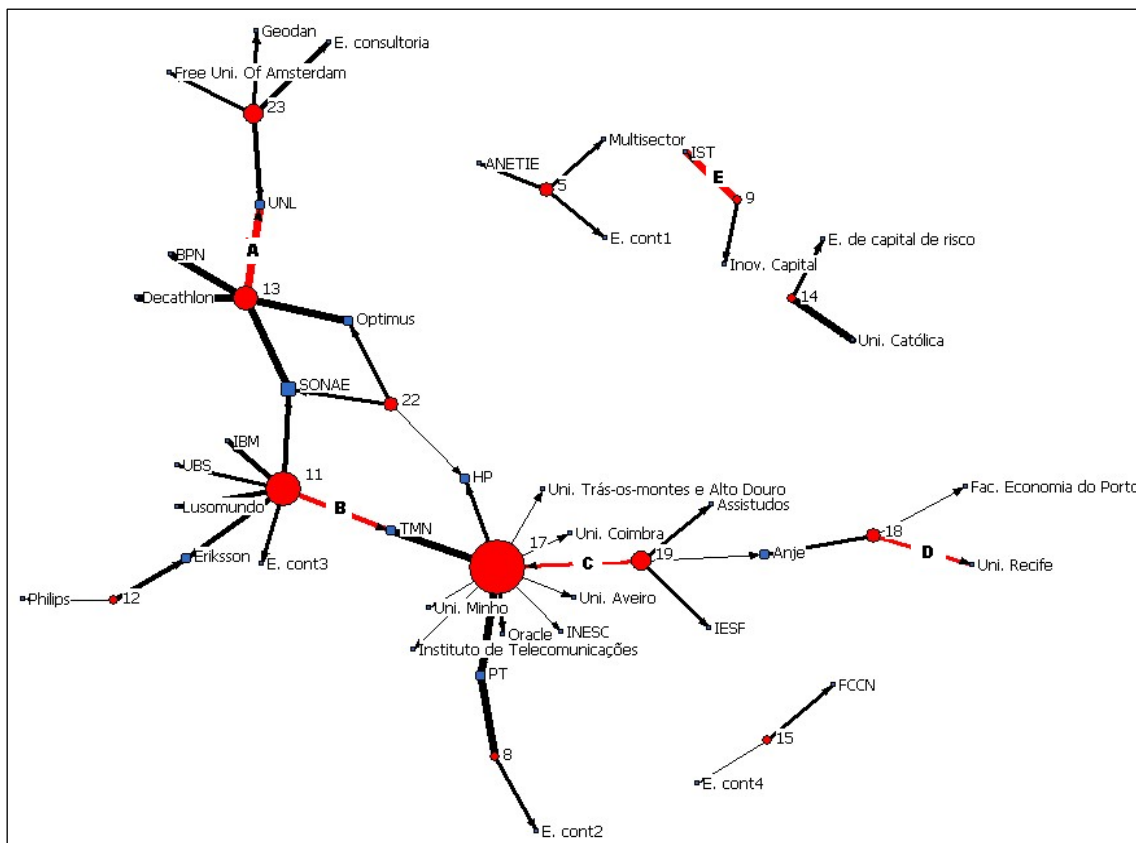 Geodan
E. consultoria
Free Uni. Of Amsterdam
23
Multisector
IST
ANETIE
E
5
9
UNL
E. cont1
E. de capital de risco
A
BPN
Inov. Capital
13
14
Decathlon
Optimus
Uni. Católica
SONAE
22
IBM
UBS
11
HP
Uni. Trás-os-montes e Alto Douro
Fac. Economia do Porto
Lusomundo
B
Assistudos
TMN
Uni. Coimbra
18
17
C
19
Anje
D
Eriksson
E. cont3
Uni. Recife
Philips
12
Uni. Minho
Uni. Aveiro
Oracle
INESC
IESF
Instituto de Telecomunicações
PT
FCCN
15
8
E. cont4
E. cont2